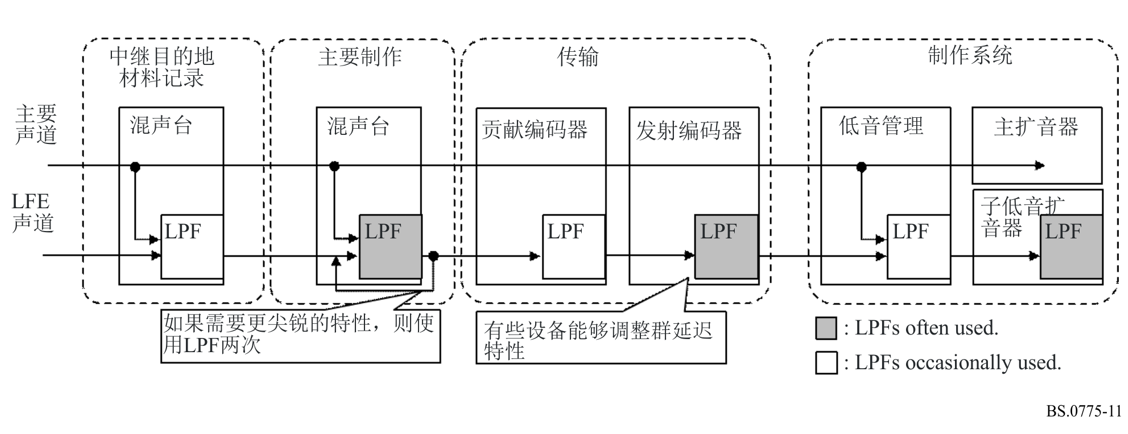 中继目的地
材料记录
主要制作
传输
制作系统
主要
声道
混声台
混声台
贡献编码器
发射编码器
低音管理
主扩音器
LFE
声道
LPF
LPF
LPF
LPF
LPF
子低音扩
音器
LPF
如果需要更尖锐的特性，则使
用LPF两次
有些设备能够调整群延迟
特性
: LPFs often used.
: LPFs occasionally used.
BS.0775-11